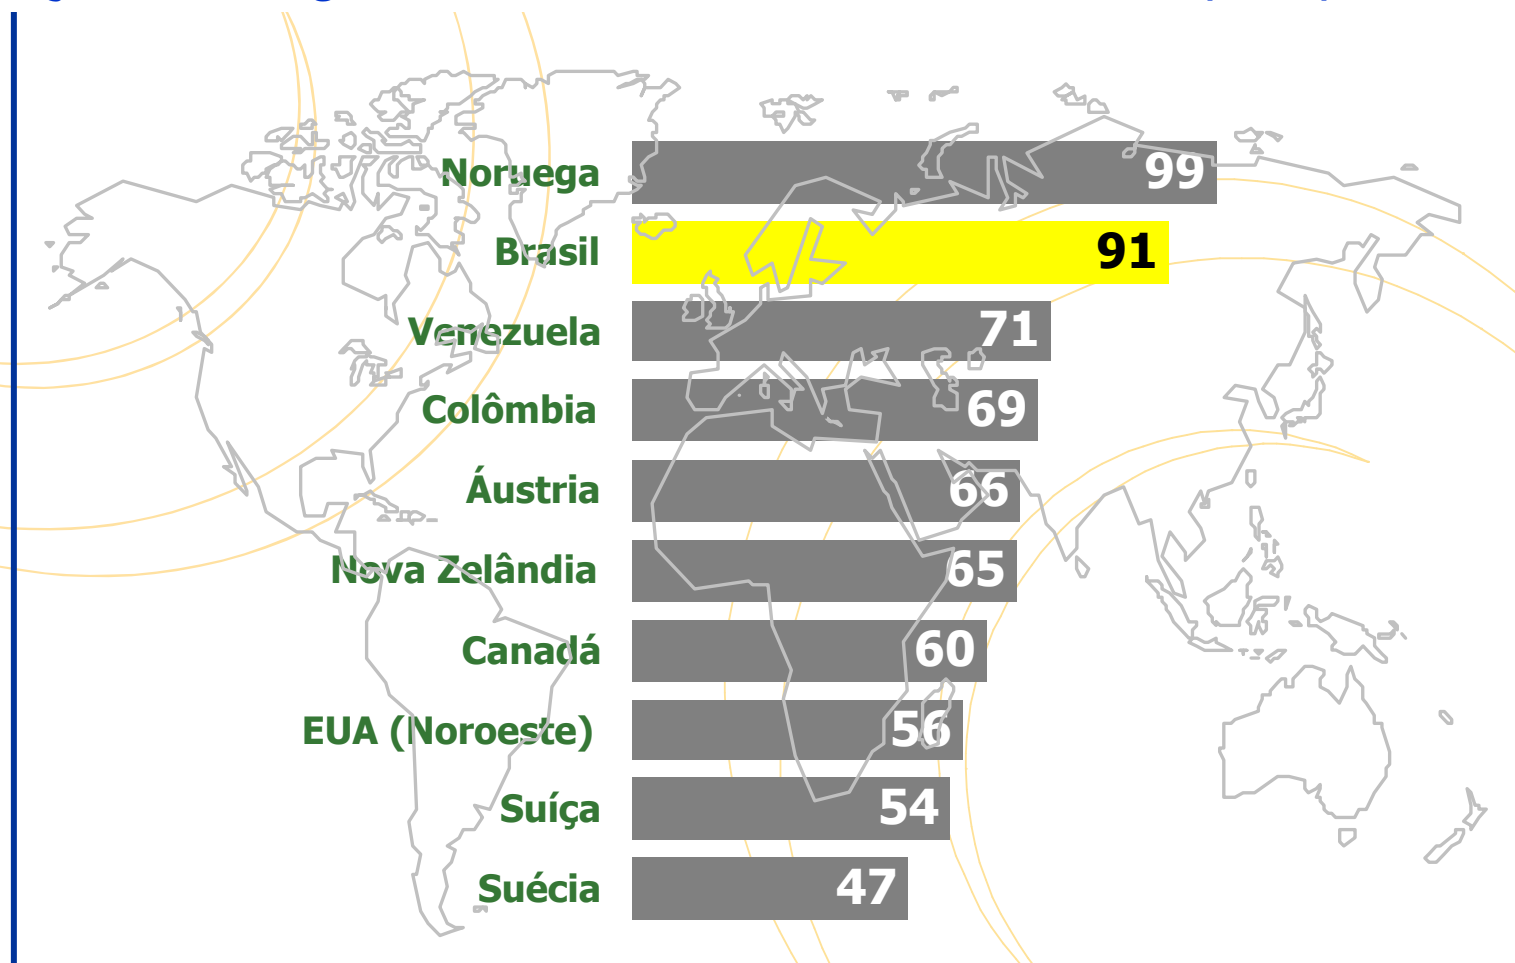 Noruega 99
Brasil 91
Venezuela 71
Colômbia 69
Áustria 66
Nova Zelândia 65
Canadá 60
EUA (Noroeste) 56
Suíça 54
Suécia 47